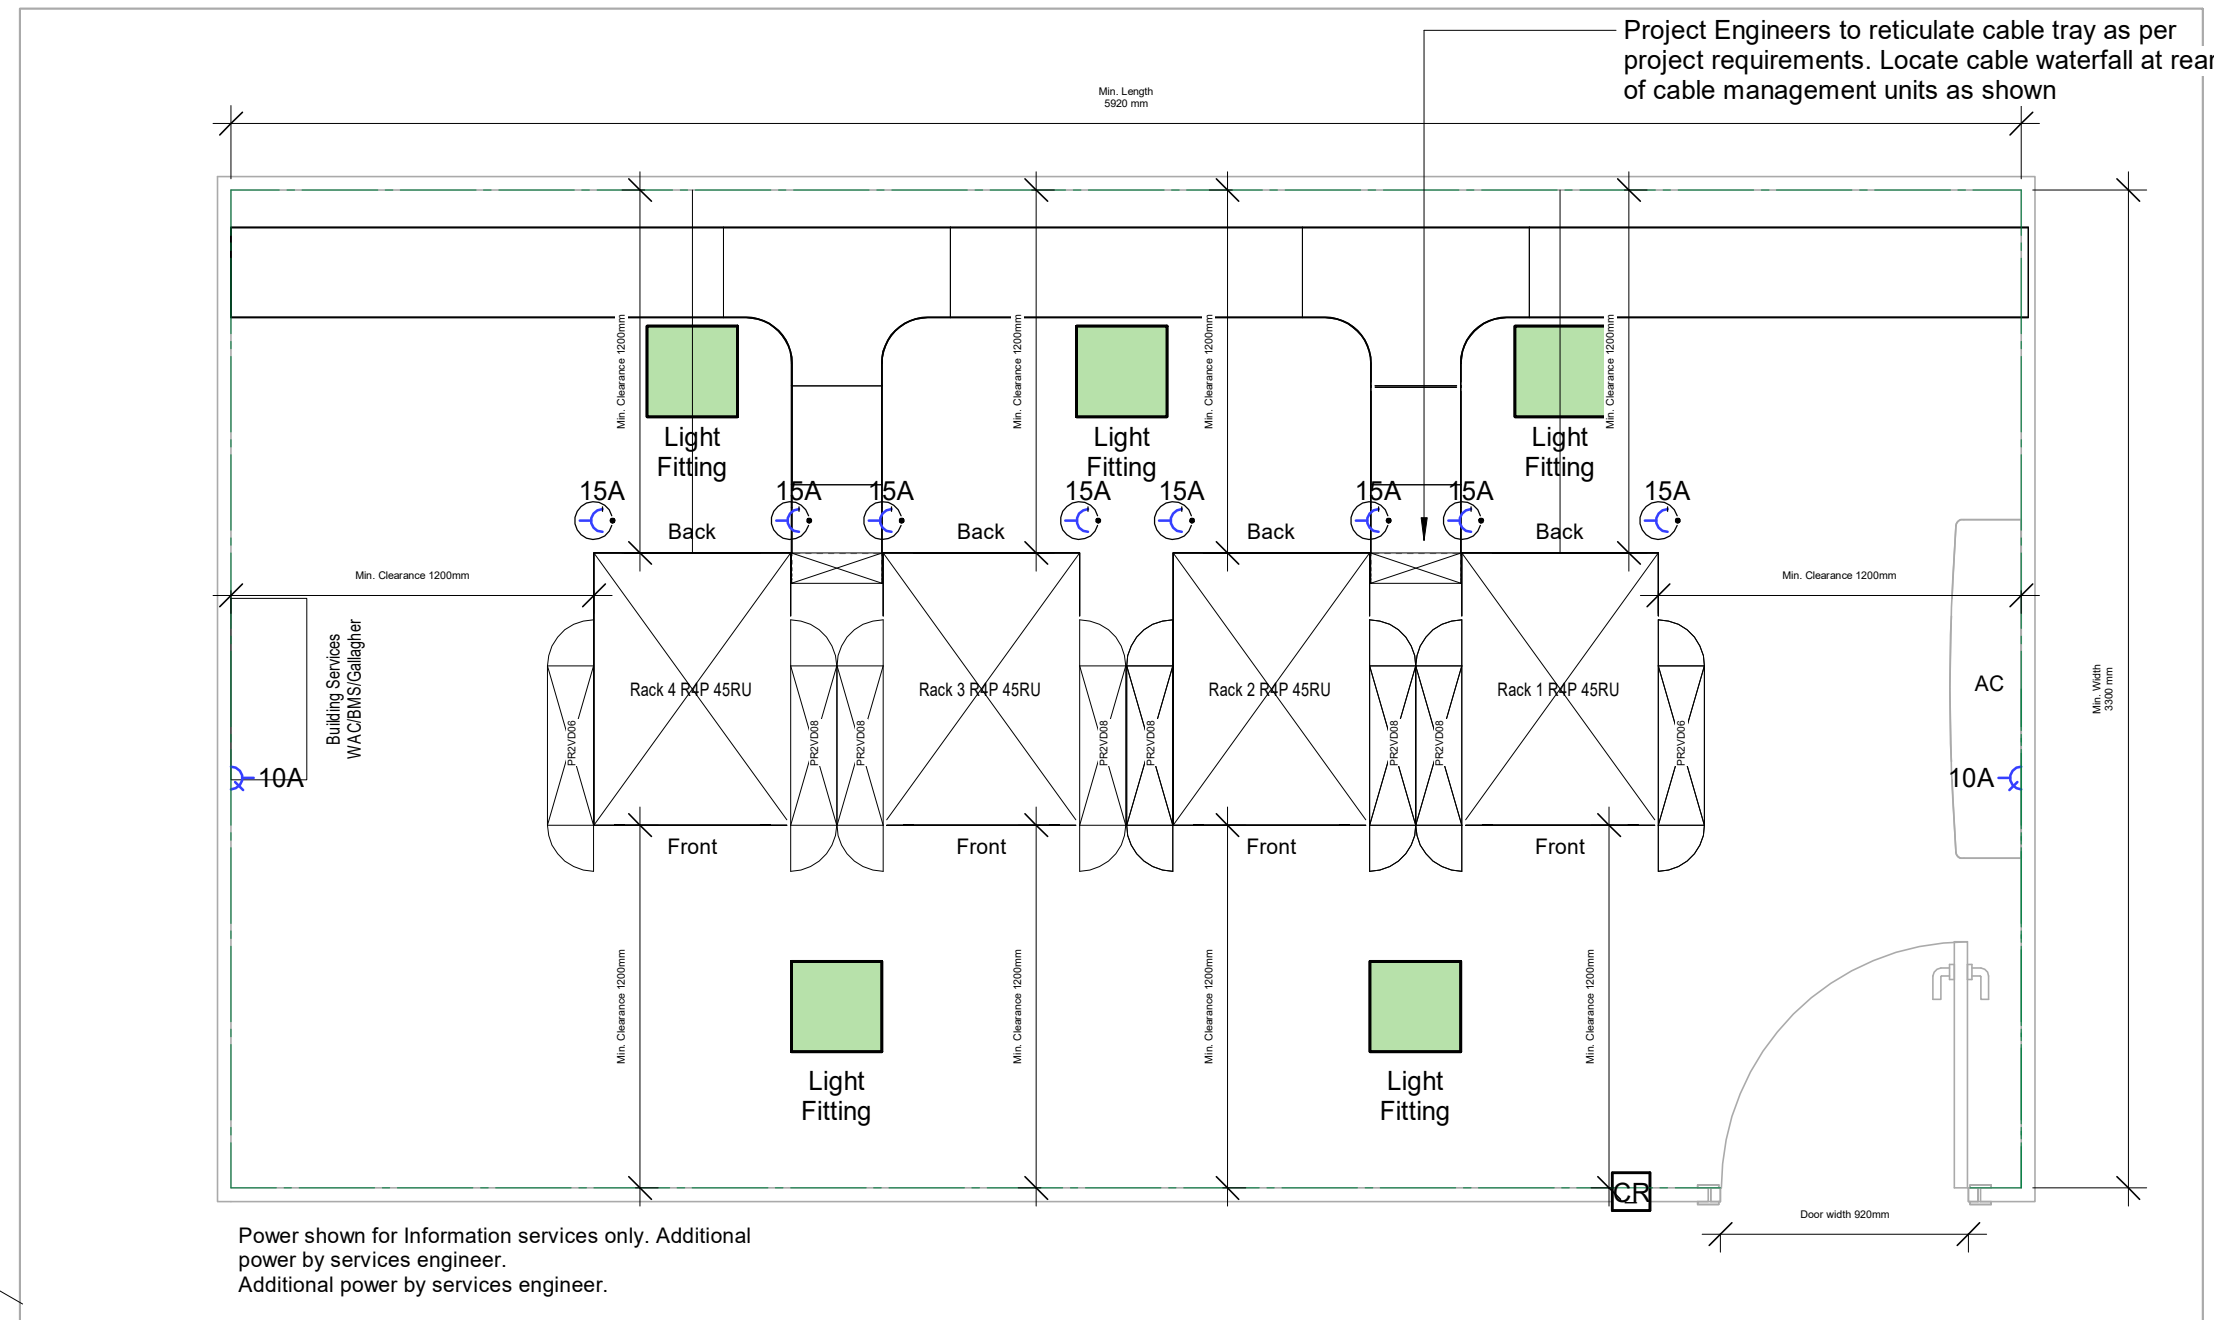 Project Engineers to reticulate cable tray as per
project requirements. Locate cable waterfall at rear
of cable management units as shown
Min. Length
5920 mm
Min. Clearance 1200mm
Min. Clearance 1200mm
Min. Clearance 1200mm
Min. Clearance 1200mm
Light
Fitting
Light
Fitting
Light
Fitting
15A
15A
15A
15A
15A
15A
15A
15A
Back
Back
Back
Back
Min. Clearance 1200mm
Min. Clearance 1200mm
Building Services
WAC/BMS/Gallagher
Rack 4 R4P 45RU
Rack 3 R4P 45RU
Rack 2 R4P 45RU
Rack 1 R4P 45RU
AC
Min. Width
3300 mm
PR2VD06
PR2VD08
PR2VD08
PR2VD08
PR2VD08
PR2VD08
PR2VD08
PR2VD06
10A
10A
Front
Front
Front
Front
Min. Clearance 1200mm
Min. Clearance 1200mm
Min. Clearance 1200mm
Min. Clearance 1200mm
Light
Fitting
Light
Fitting
CR
Door width 920mm
Power shown for Information services only. Additional
power by services engineer.
Additional power by services engineer.